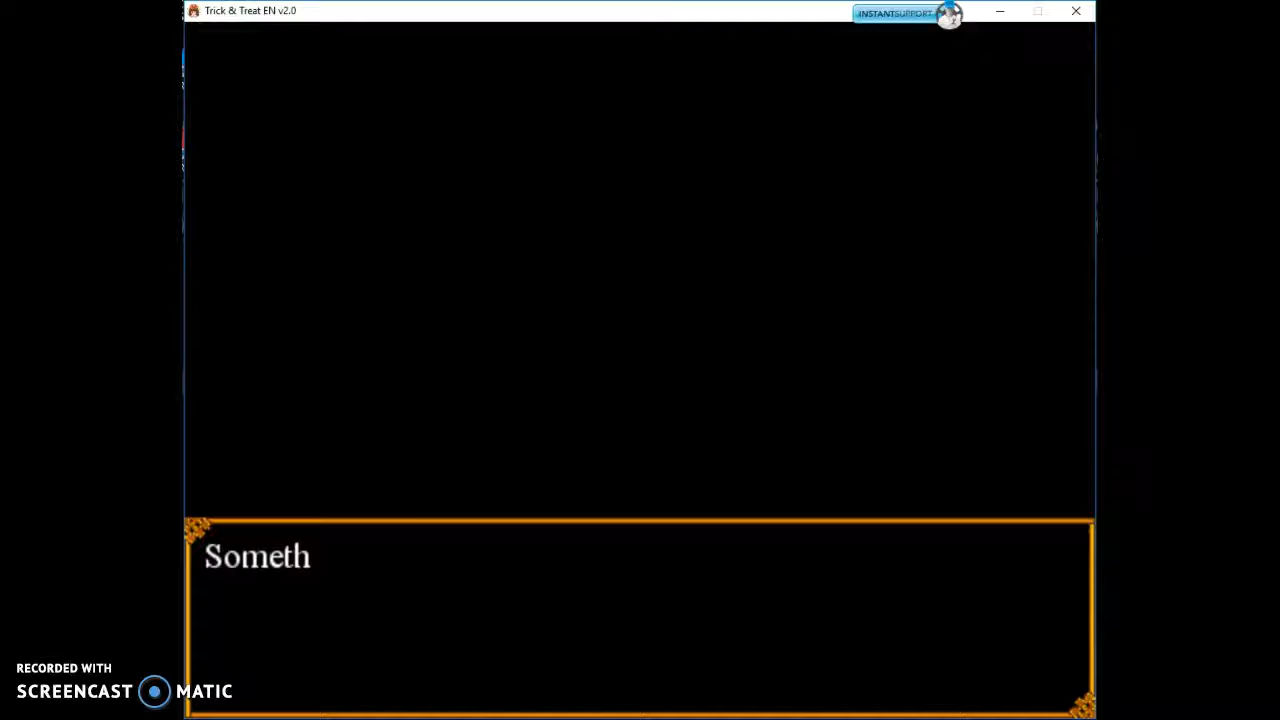 Trick & Treat EN v2.0
INSTANTSUPPORT
Someth
RECORDED WITH
SCREENCAST MATIC